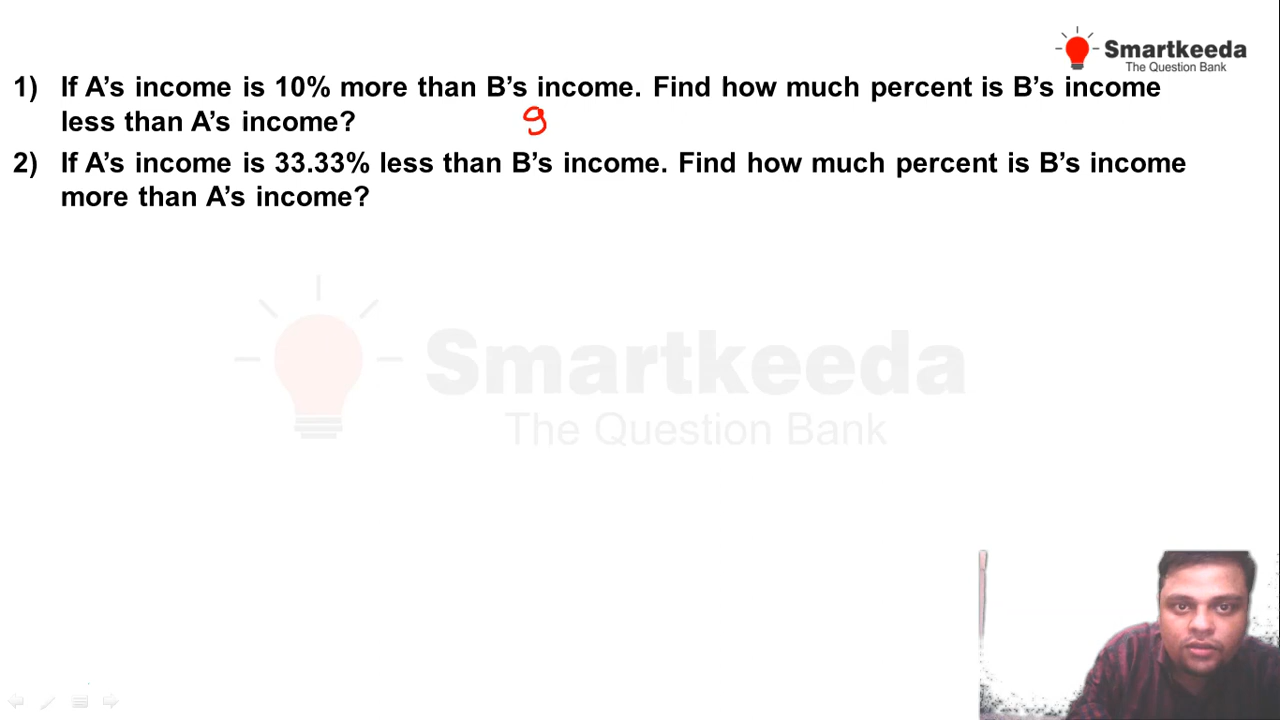 Smartkeeda
The Question Bank
1) If A's income is 10% more than B's income. Find how much percent is B's income
less than A's income? 9
2) If A's income is 33.33% less than B's income. Find how much percent is B's income
more than A's income?
Smartkeeda
The Question Bank